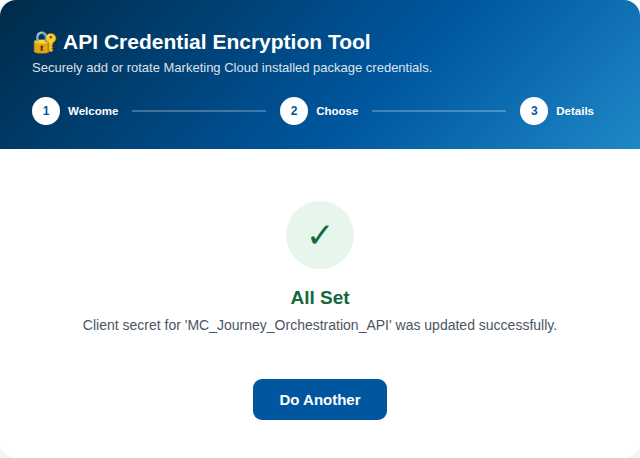 🔐 API Credential Encryption Tool
Securely add or rotate Marketing Cloud installed package credentials.
1 Welcome 2 Choose 3 Details
✓
All Set
Client secret for 'MC_Journey_Orchestration_API' was updated successfully.
Do Another